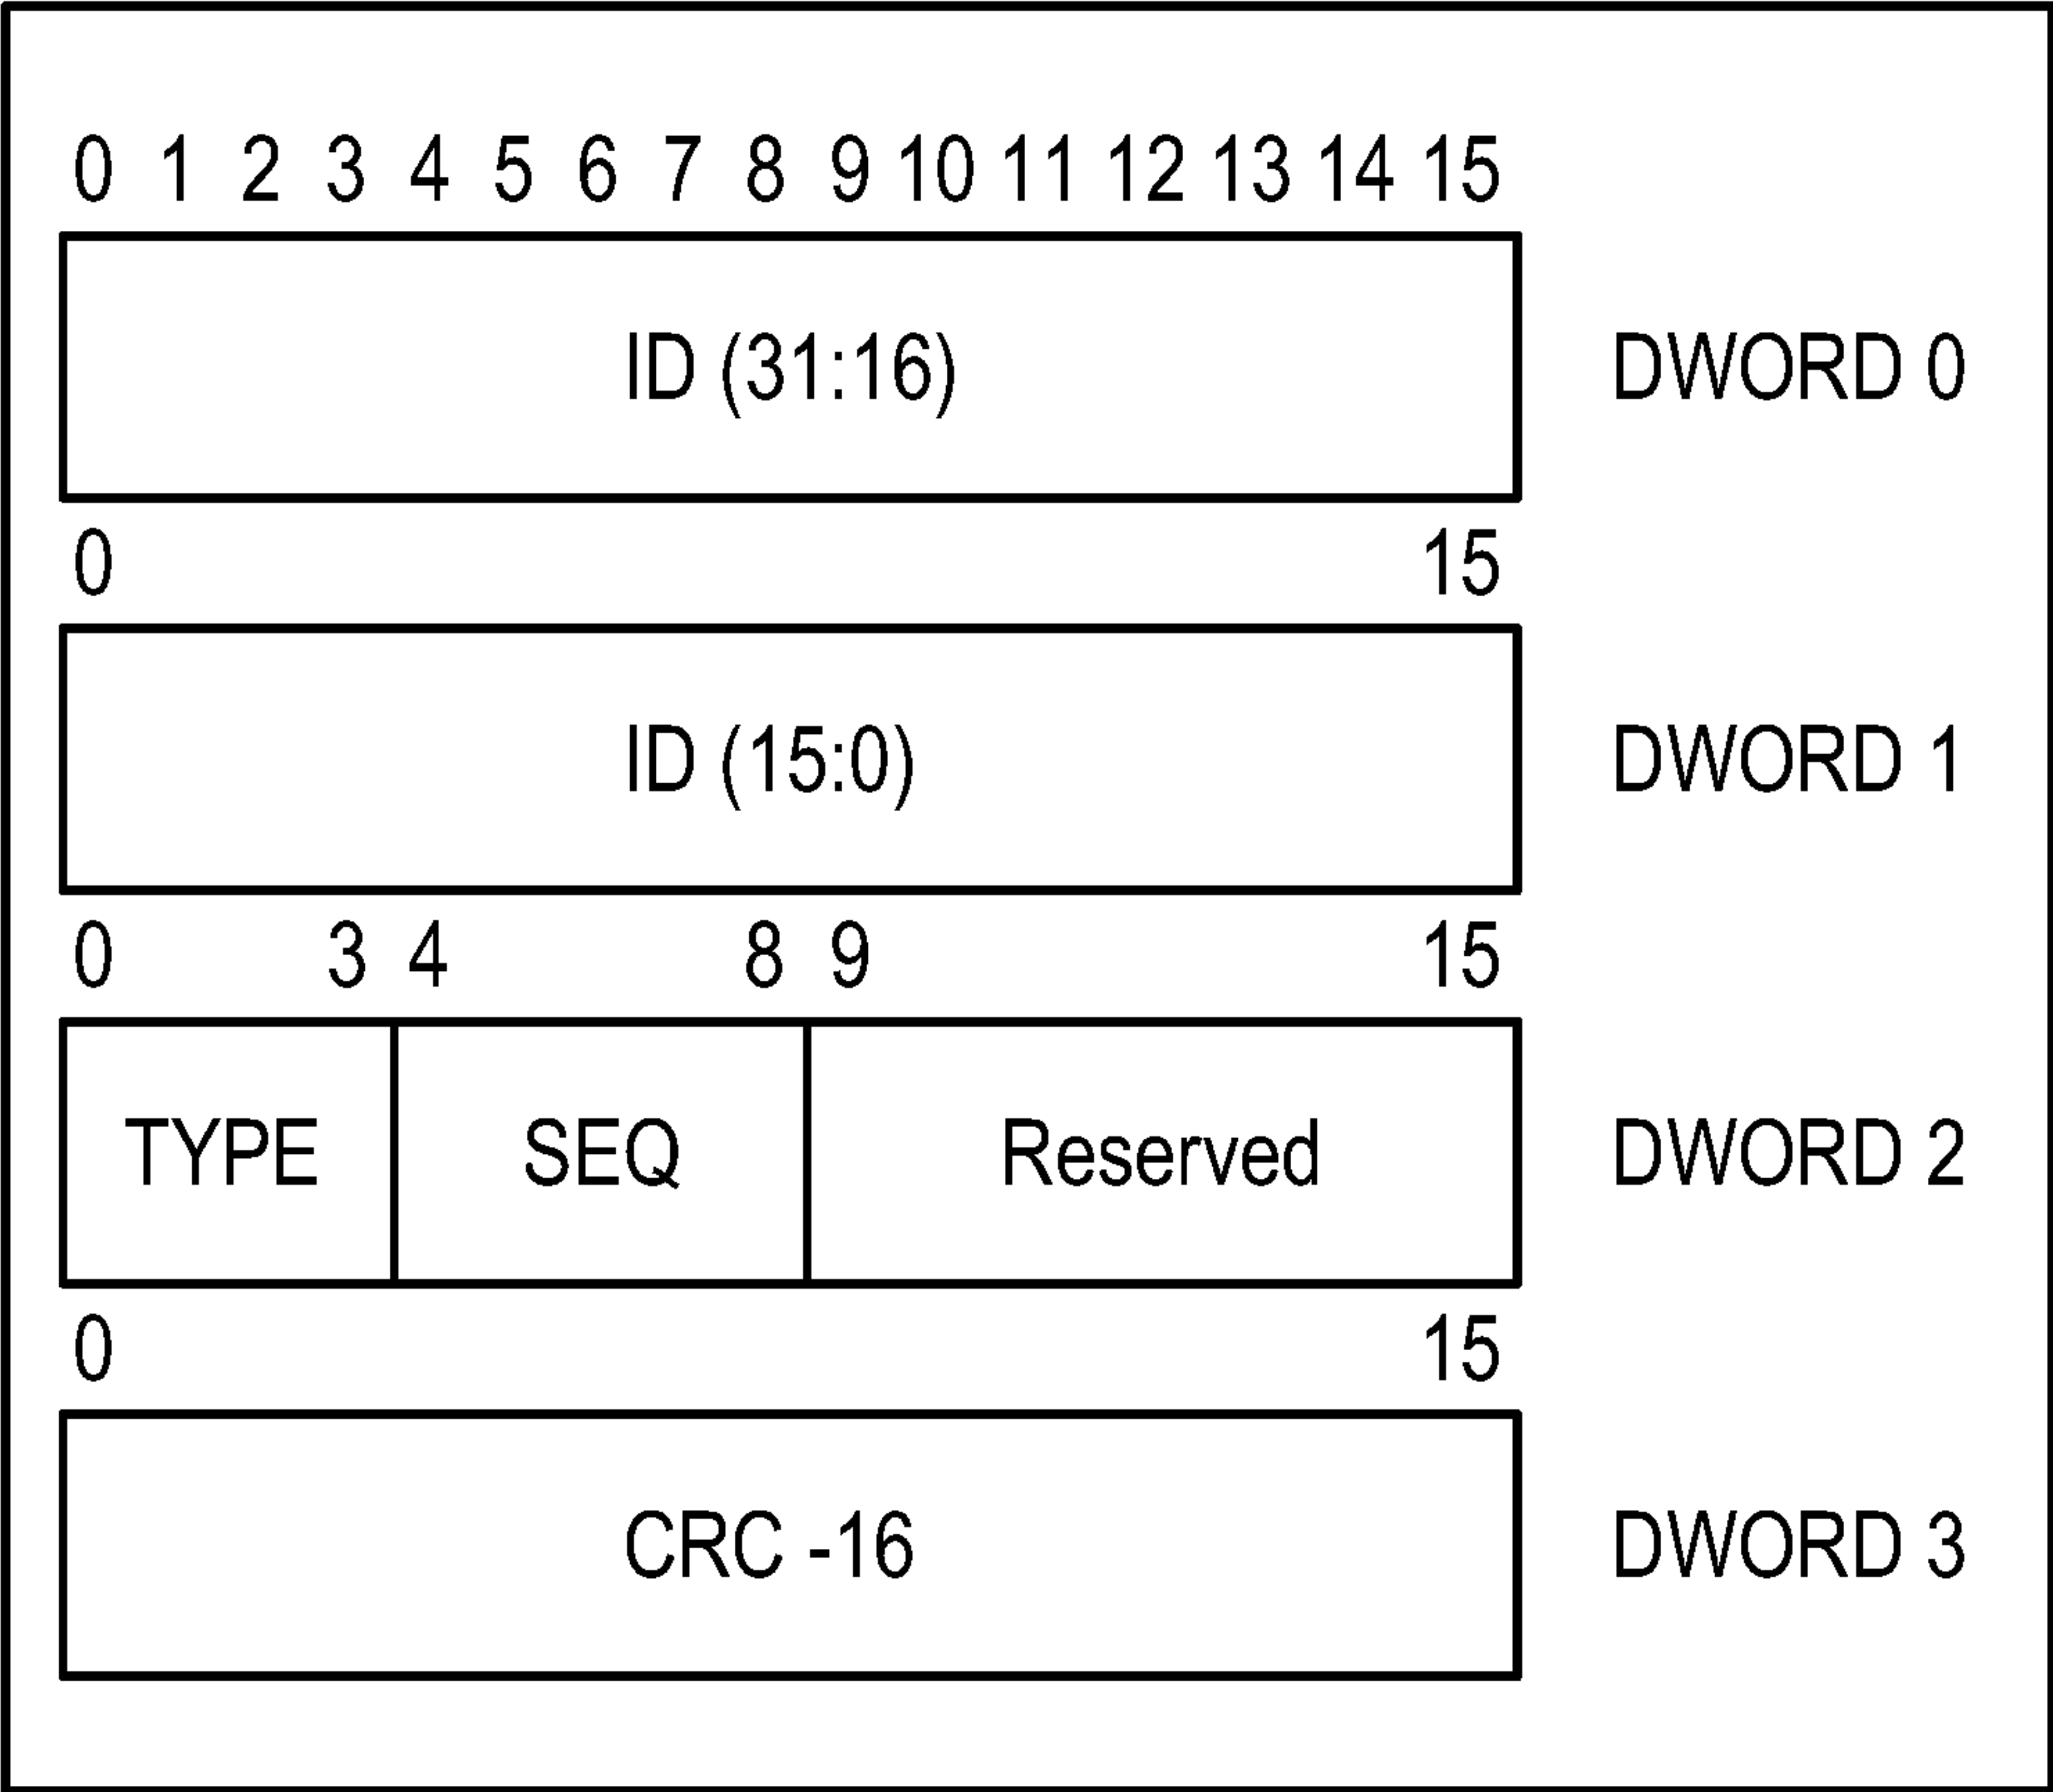 0 1 2 3 4 5 6 7 8 9 10 11 12 13 14 15
ID (31:16) DWORD 0
0 15
ID (15:0) DWORD 1
0 3 4 8 9 15
TYPE SEQ Reserved DWORD 2
0 15
CRC -16 DWORD 3